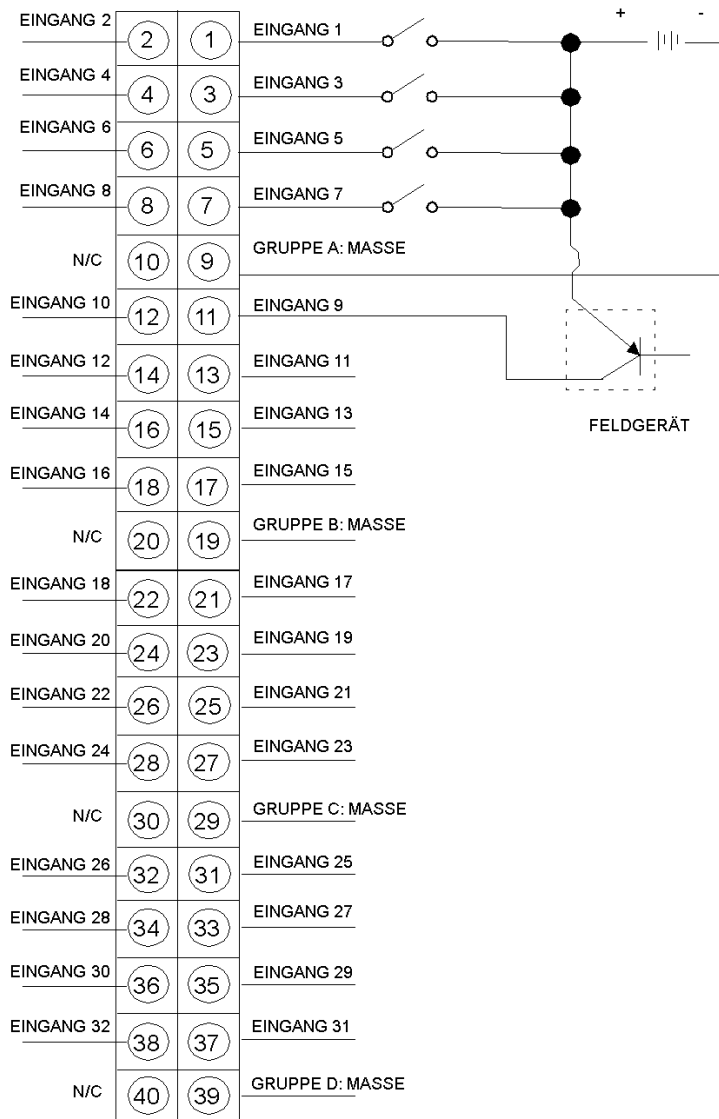 + -
EINGANG 2 2 1 EINGANG 1
EINGANG 4 4 3 EINGANG 3
EINGANG 6 6 5 EINGANG 5
EINGANG 8 8 7 EINGANG 7
N/C 10 9 GRUPPE A: MASSE
EINGANG 10 12 11 EINGANG 9
EINGANG 12 14 13 EINGANG 11
EINGANG 14 16 15 EINGANG 13
FELDGERÄT
EINGANG 16 18 17 EINGANG 15
N/C 20 19 GRUPPE B: MASSE
EINGANG 18 22 21 EINGANG 17
EINGANG 20 24 23 EINGANG 19
EINGANG 22 26 25 EINGANG 21
EINGANG 24 28 27 EINGANG 23
N/C 30 29 GRUPPE C: MASSE
EINGANG 26 32 31 EINGANG 25
EINGANG 28 34 33 EINGANG 27
EINGANG 30 36 35 EINGANG 29
EINGANG 32 38 37 EINGANG 31
N/C 40 39 GRUPPE D: MASSE